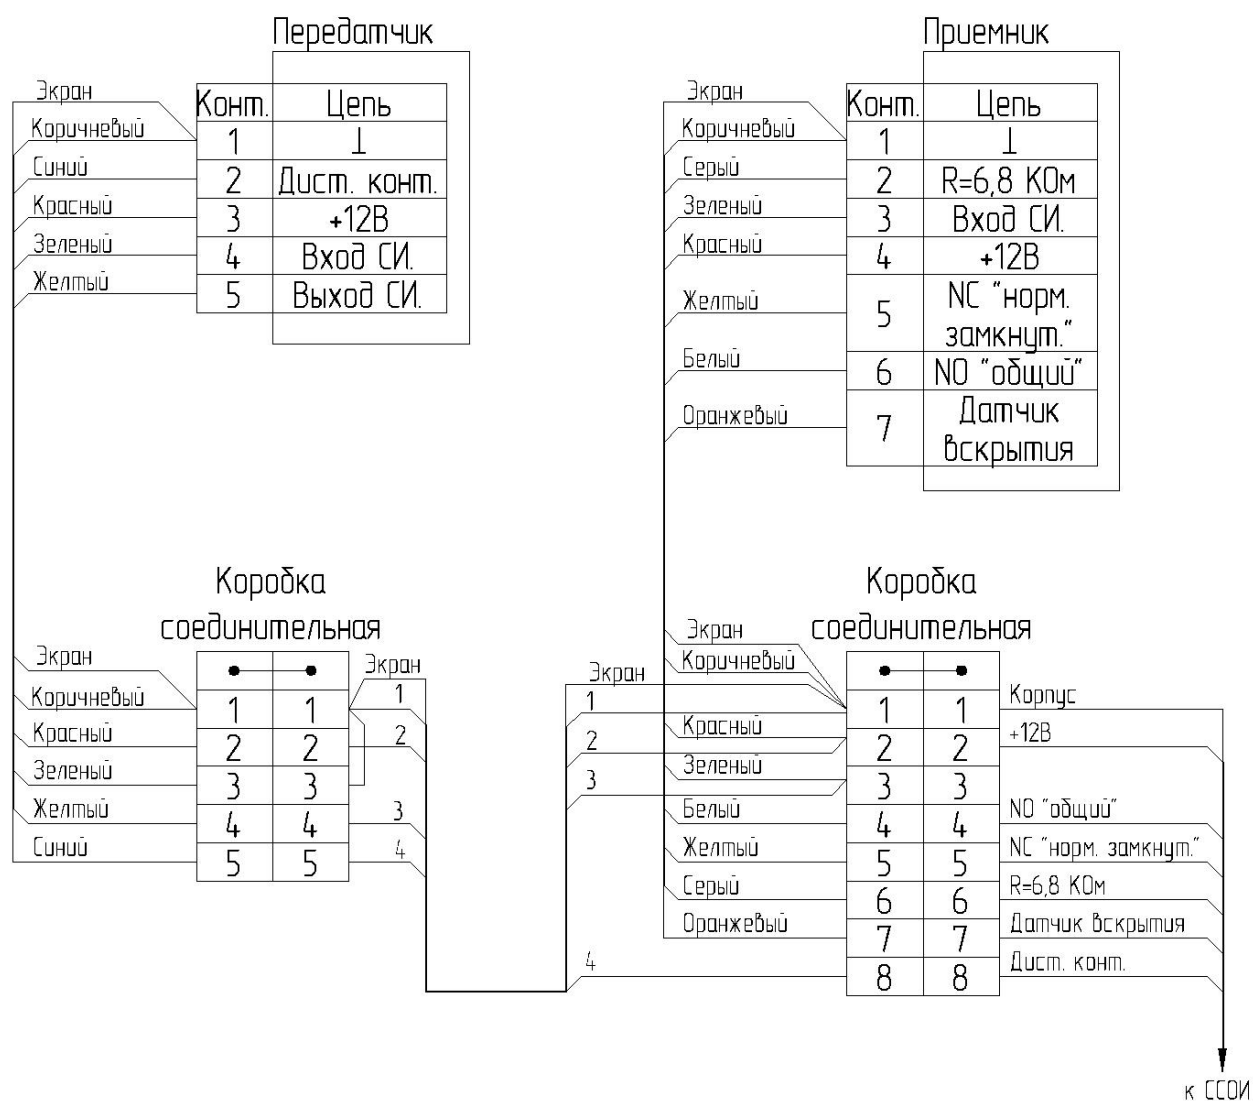 Передатчик
Экран
Конт. Цепь
Коричневый
1 ⊥
Синий
2 Дист. конт.
Красный
3 +12В
Зеленый
4 Вход СИ.
Желтый
5 Выход СИ.
Приемник
Экран
Конт. Цепь
Коричневый
1 ⊥
Серый
2 R=6,8 КОм
Зеленый
3 Вход СИ.
Красный
4 +12В
Желтый
5 NC "норм.
замкнут."
Белый
6 NO "общий"
Оранжевый
7 Датчик
вскрытия
Коробка
соединительная
Экран
Коричневый
Красный
Зеленый
Желтый
Синий
1 1
2 2
3 3
4 4
5 5
Экран
1
2
3
4
Экран
1
2
3
4
Коробка
соединительная
Экран
Коричневый
Красный
Зеленый
Белый
Желтый
Серый
Оранжевый
1 1
2 2
3 3
4 4
5 5
6 6
7 7
8 8
Корпус
+12В
NO "общий"
NC "норм. замкнут."
R=6,8 КОм
Датчик вскрытия
Дист. конт.
к ССОИ